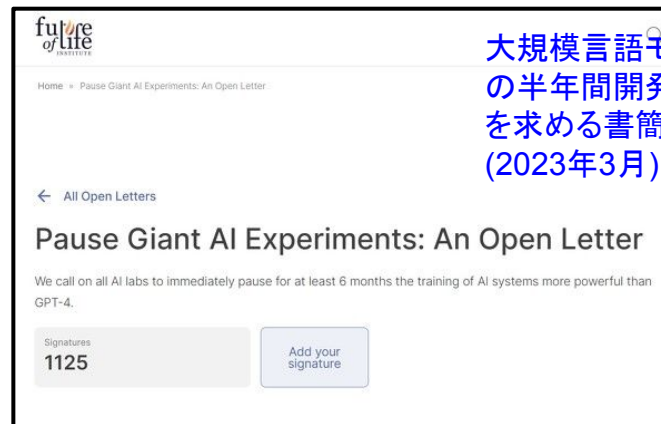 future
of life
INSTITUTE
大規模言語モ
の半年間開発
を求める書簡
(2023年3月)
Home » Pause Giant AI Experiments: An Open Letter
← All Open Letters
Pause Giant AI Experiments: An Open Letter
We call on all AI labs to immediately pause for at least 6 months the training of AI systems more powerful than
GPT-4.
Signatures
1125
Add your
signature